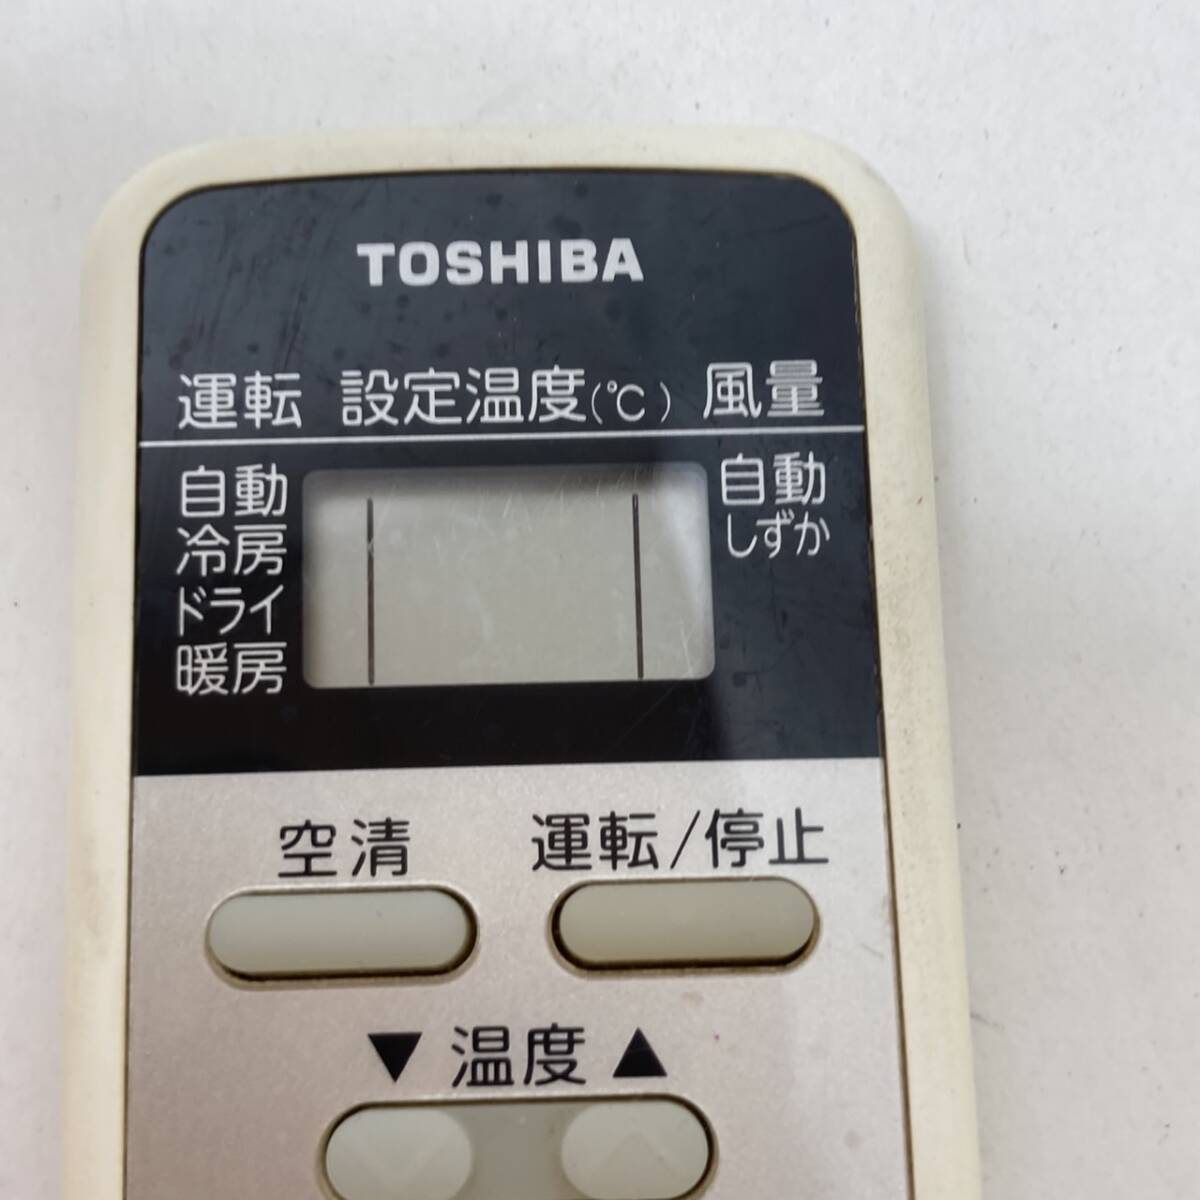 TOSHIBA
運転 設定温度(℃) 風量
自動
冷房
ドライ
暖房
自動
しずか
空清
運転/停止
▼ 温度 ▲